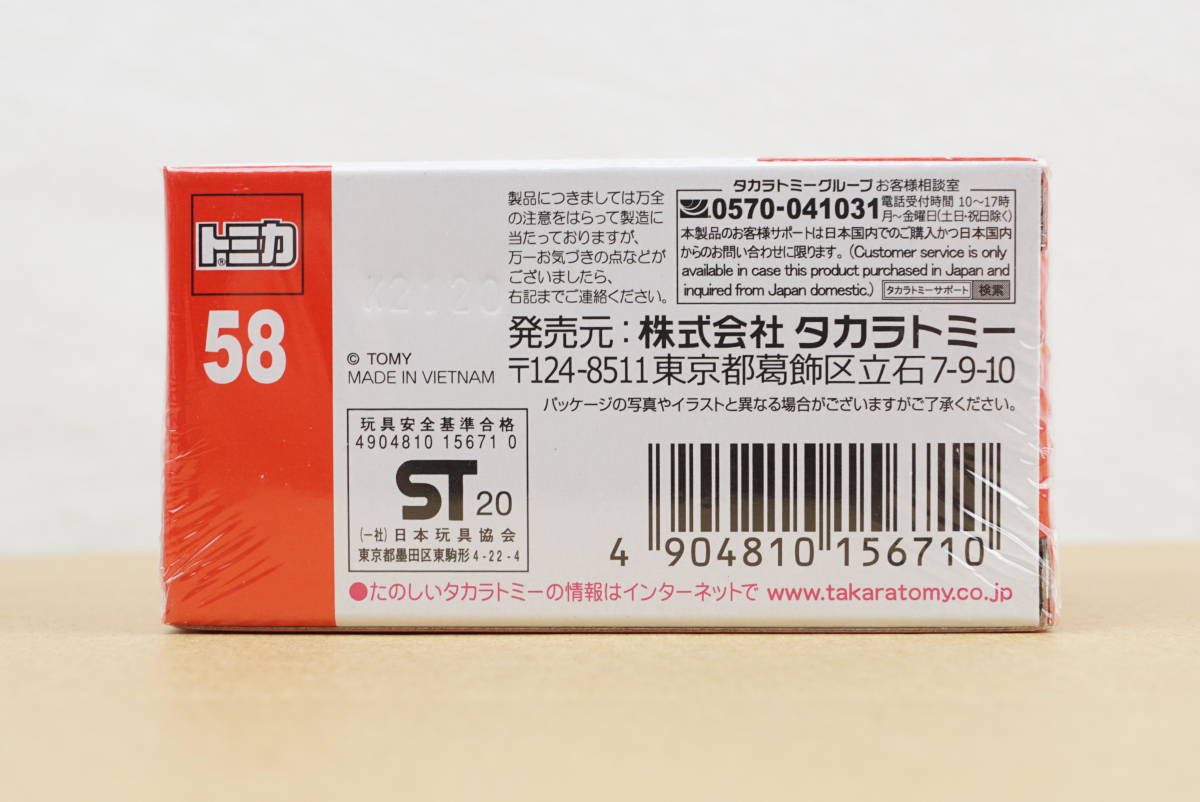 トミカ®
58
K2120
© TOMY
MADE IN VIETNAM
製品につきましては万全
の注意をはらって製造に
当たっておりますが、
万一お気づきの点などが
ございましたら、
右記までご連絡ください。
タカラトミーグループ お客様相談室
0570-041031 電話受付時間 10〜17時
月〜金曜日(土日・祝日除く)
本製品のお客様サポートは日本国内でのご購入かつ日本国内
からのお問い合わせに限ります。(Customer service is only
available in case this product purchased in Japan and
inquired from Japan domestic.) タカラトミーサポート 検索
発売元:株式会社 タカラトミー
〒124-8511 東京都葛飾区立石7-9-10
パッケージの写真やイラストと異なる場合がございますがご了承ください。
玩具安全基準合格
4904810 15671 0
ST 20
(一社)日本玩具協会
東京都墨田区東駒形4-22-4
4 904810 156710
●たのしいタカラトミーの情報はインターネットで www.takaratomy.co.jp